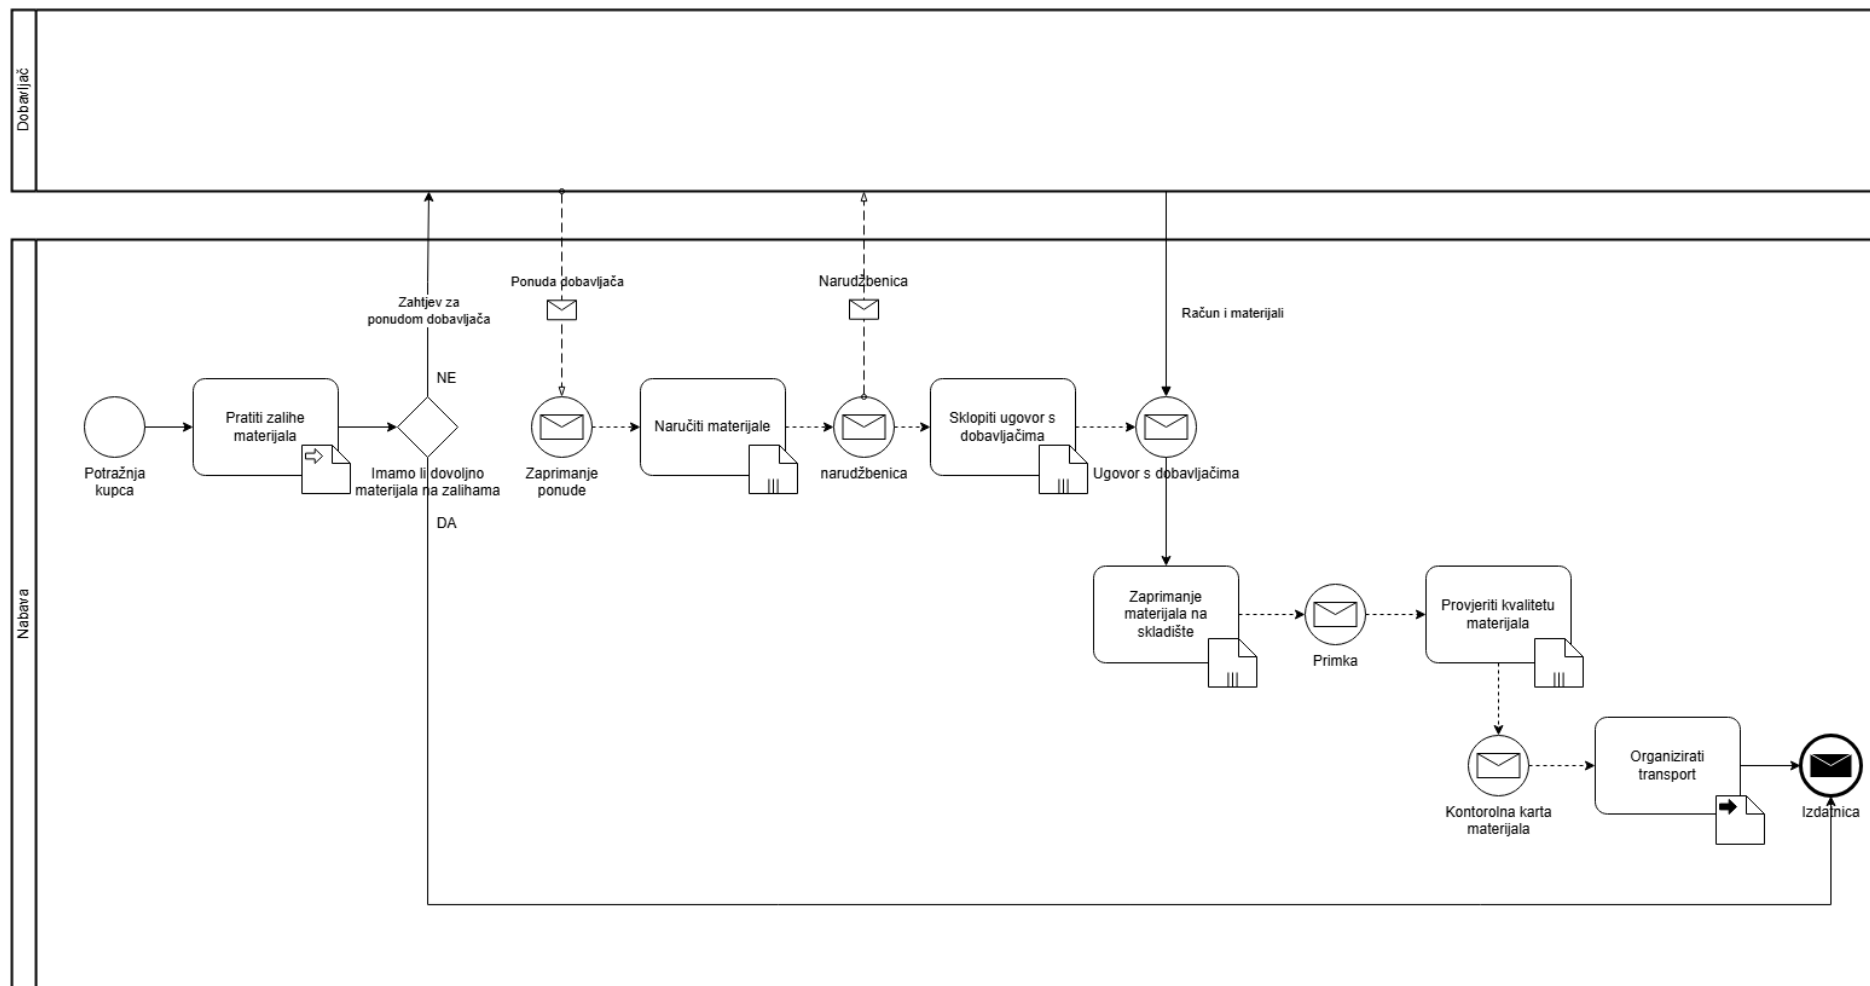 Dobavljač
Nabava
Ponuda dobavljača
Narudžbenica
Zahtjev za
ponudom dobavljača
Račun i materijali
NE
Potražnja
kupca
Pratiti zalihe
materijala
Imamo li dovoljno
materijala na zalihama
DA
Zaprimanje
ponude
Naručiti materijale
narudžbenica
Sklopiti ugovor s
dobavljačima
Ugovor s dobavljačima
Zaprimanje
materijala na
skladište
Primka
Provjeriti kvalitetu
materijala
Kontorolna karta
materijala
Organizirati
transport
Izdatnica